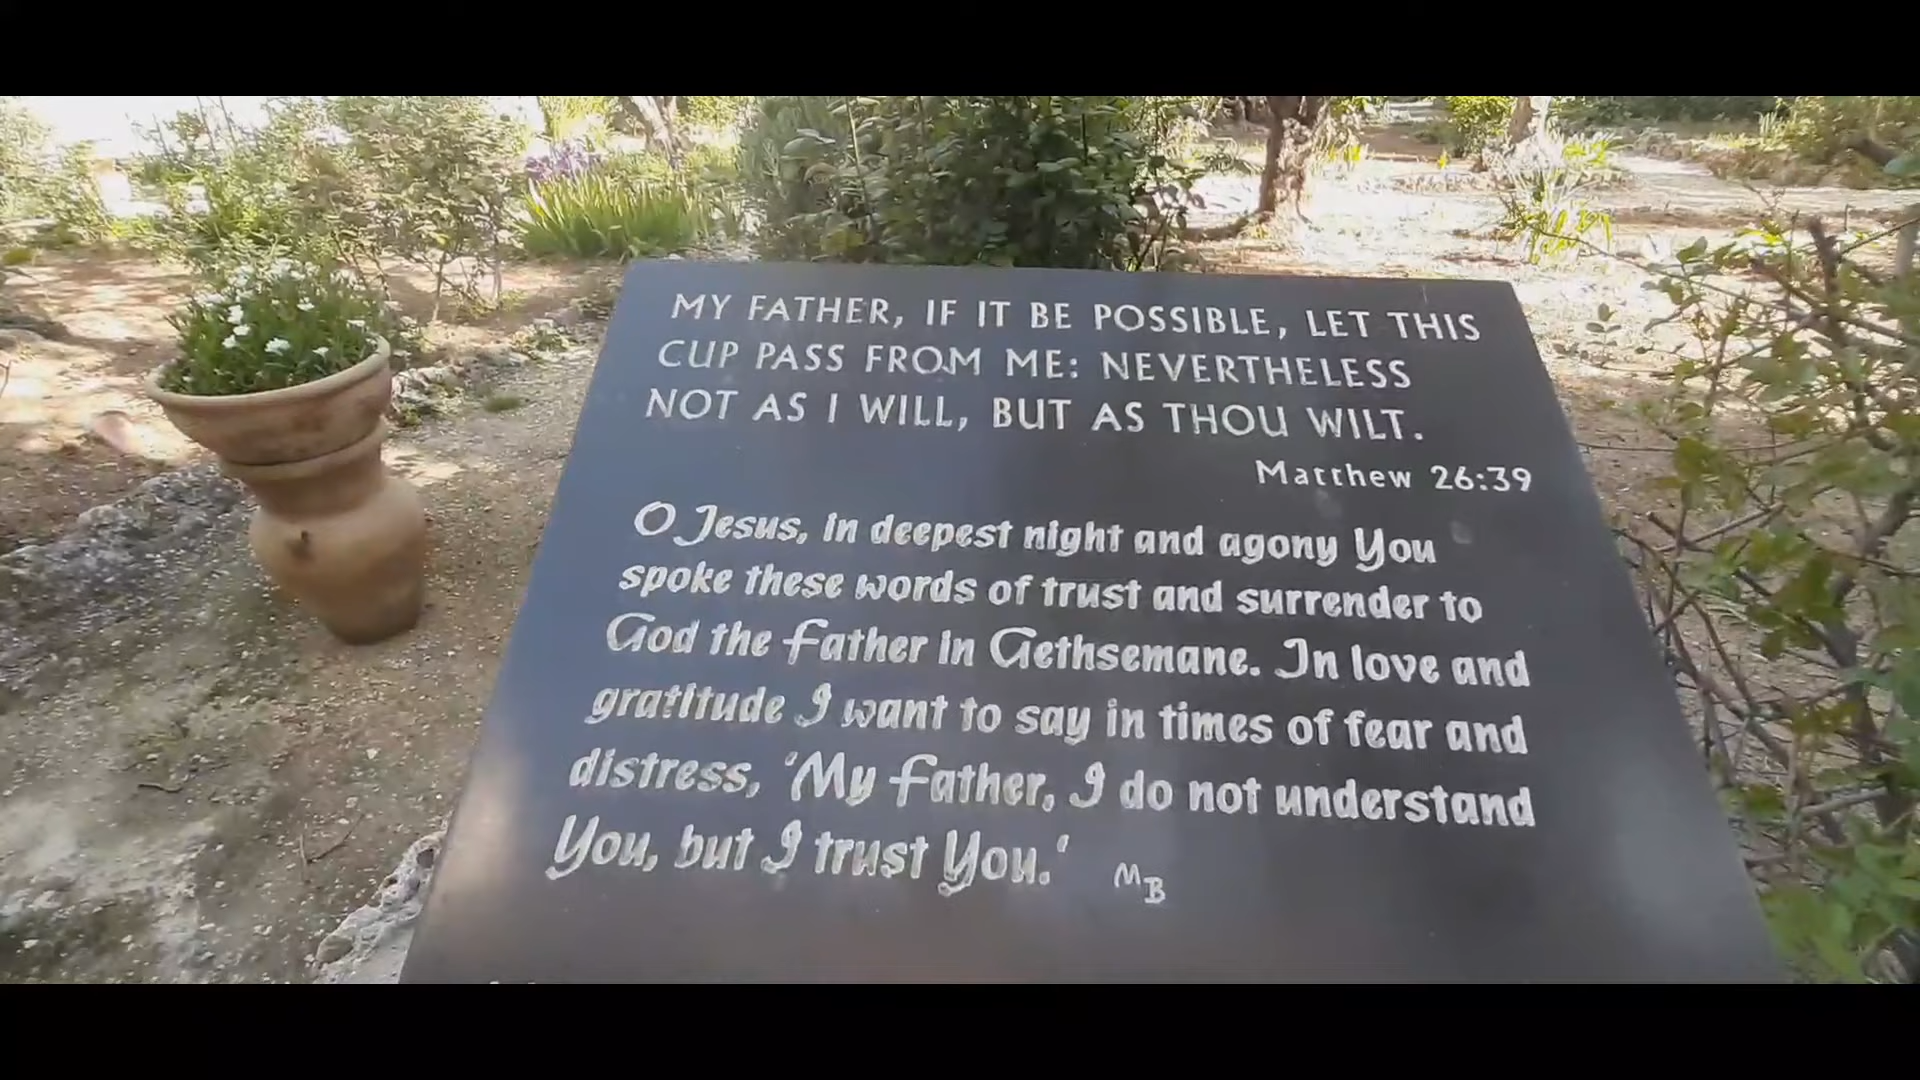 MY FATHER, IF IT BE POSSIBLE, LET THIS
CUP PASS FROM ME: NEVERTHELESS
NOT AS I WILL, BUT AS THOU WILT.
Matthew 26:39
O Jesus, in deepest night and agony You
spoke these words of trust and surrender to
God the Father in Gethsemane. In love and
gratitude I want to say in times of fear and
distress, 'My Father, I do not understand
You, but I trust You.'
MB